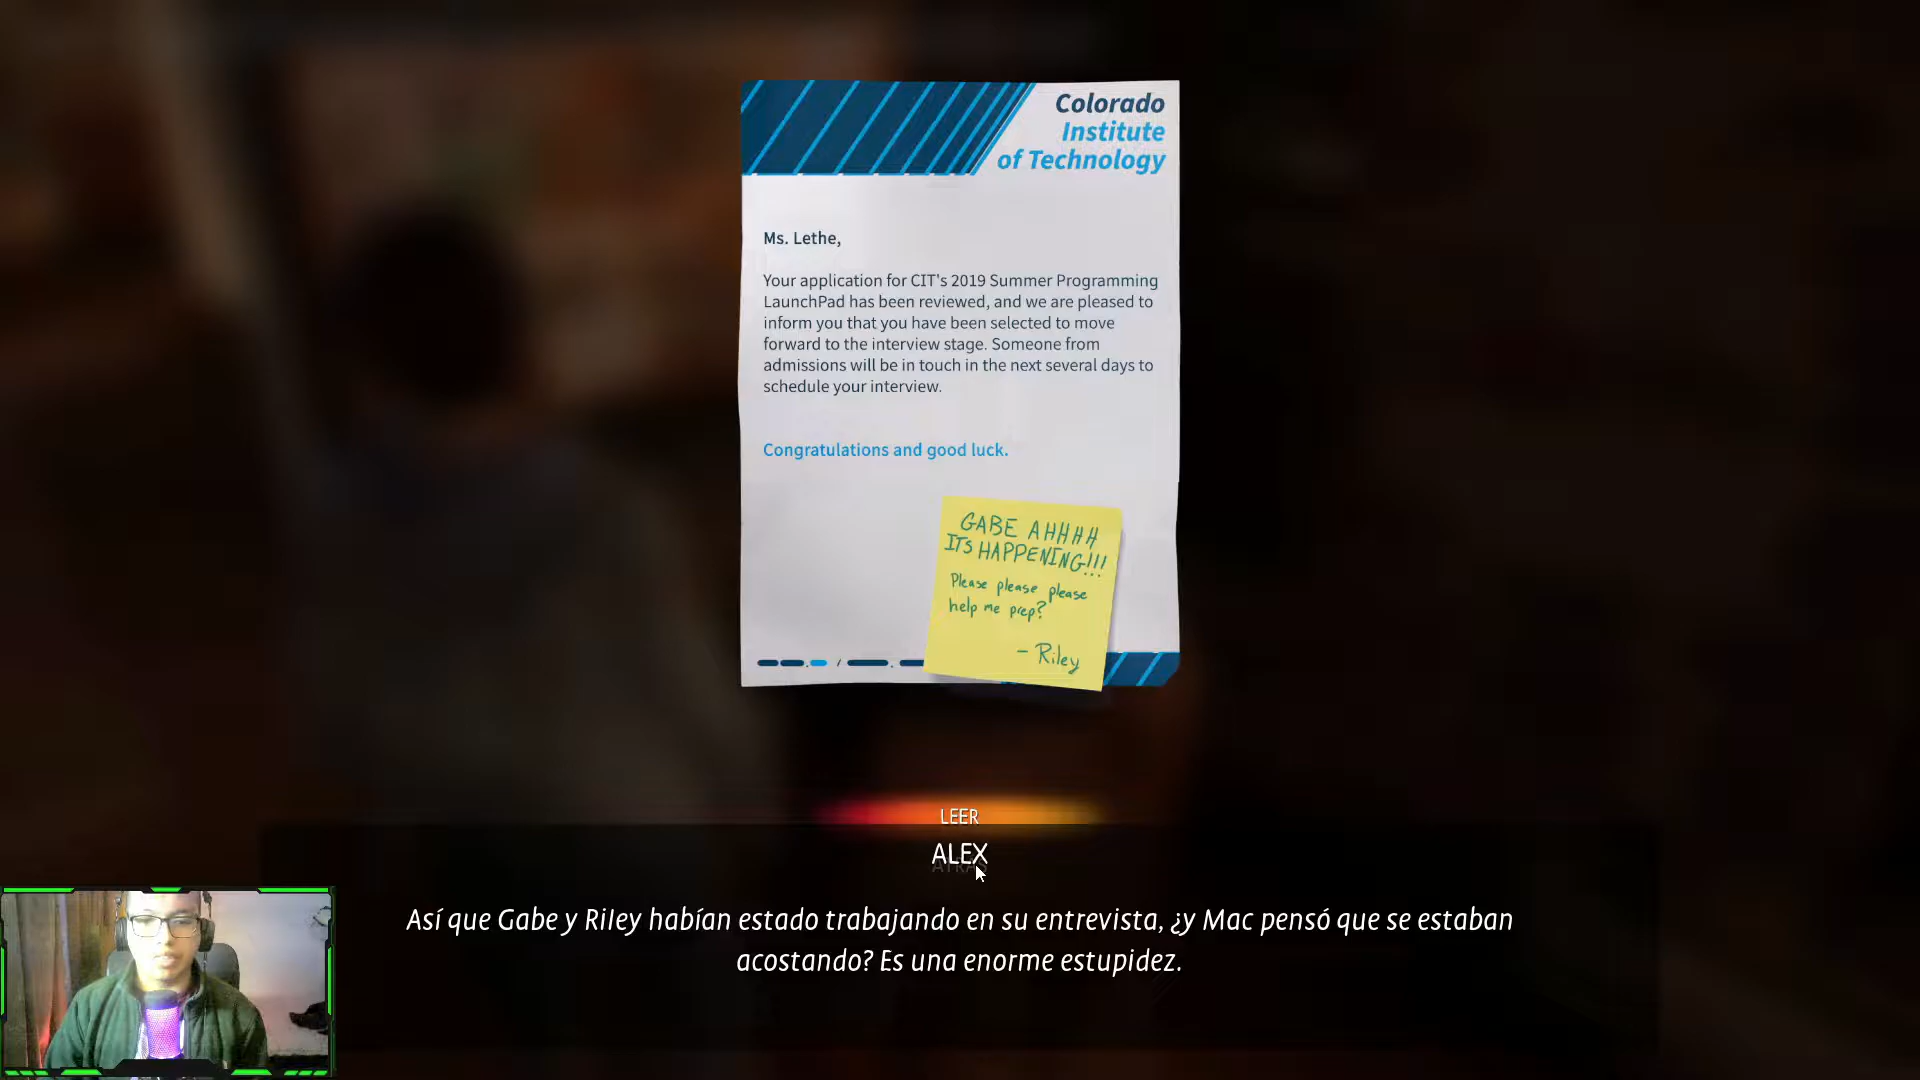 Colorado
Institute
of Technology
Ms. Lethe,
Your application for CIT's 2019 Summer Programming
LaunchPad has been reviewed, and we are pleased to
inform you that you have been selected to move
forward to the interview stage. Someone from
admissions will be in touch in the next several days to
schedule your interview.
Congratulations and good luck.
GABE AHHHH
ITS HAPPENING!!!
Please please please
help me prep?
- Riley
LEER
ALEX
ATRÁS
Así que Gabe y Riley habían estado trabajando en su entrevista, ¿y Mac pensó que se estaban
acostando? Es una enorme estupidez.